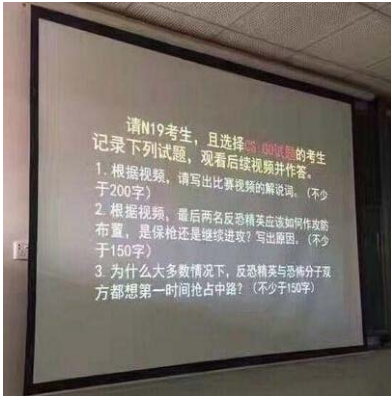 请N19考生，且选择CS:GO试题的考生
记录下列试题，观看后续视频并作答。
1.根据视频，请写出比赛视频的解说词。（不少
于200字）
2.根据视频，最后两名反恐精英应该如何作攻防
布置，是保枪还是继续进攻？写出原因。（不少
于150字）
3.为什么大多数情况下，反恐精英与恐怖分子双
方都想第一时间抢占中路？（不少于150字）